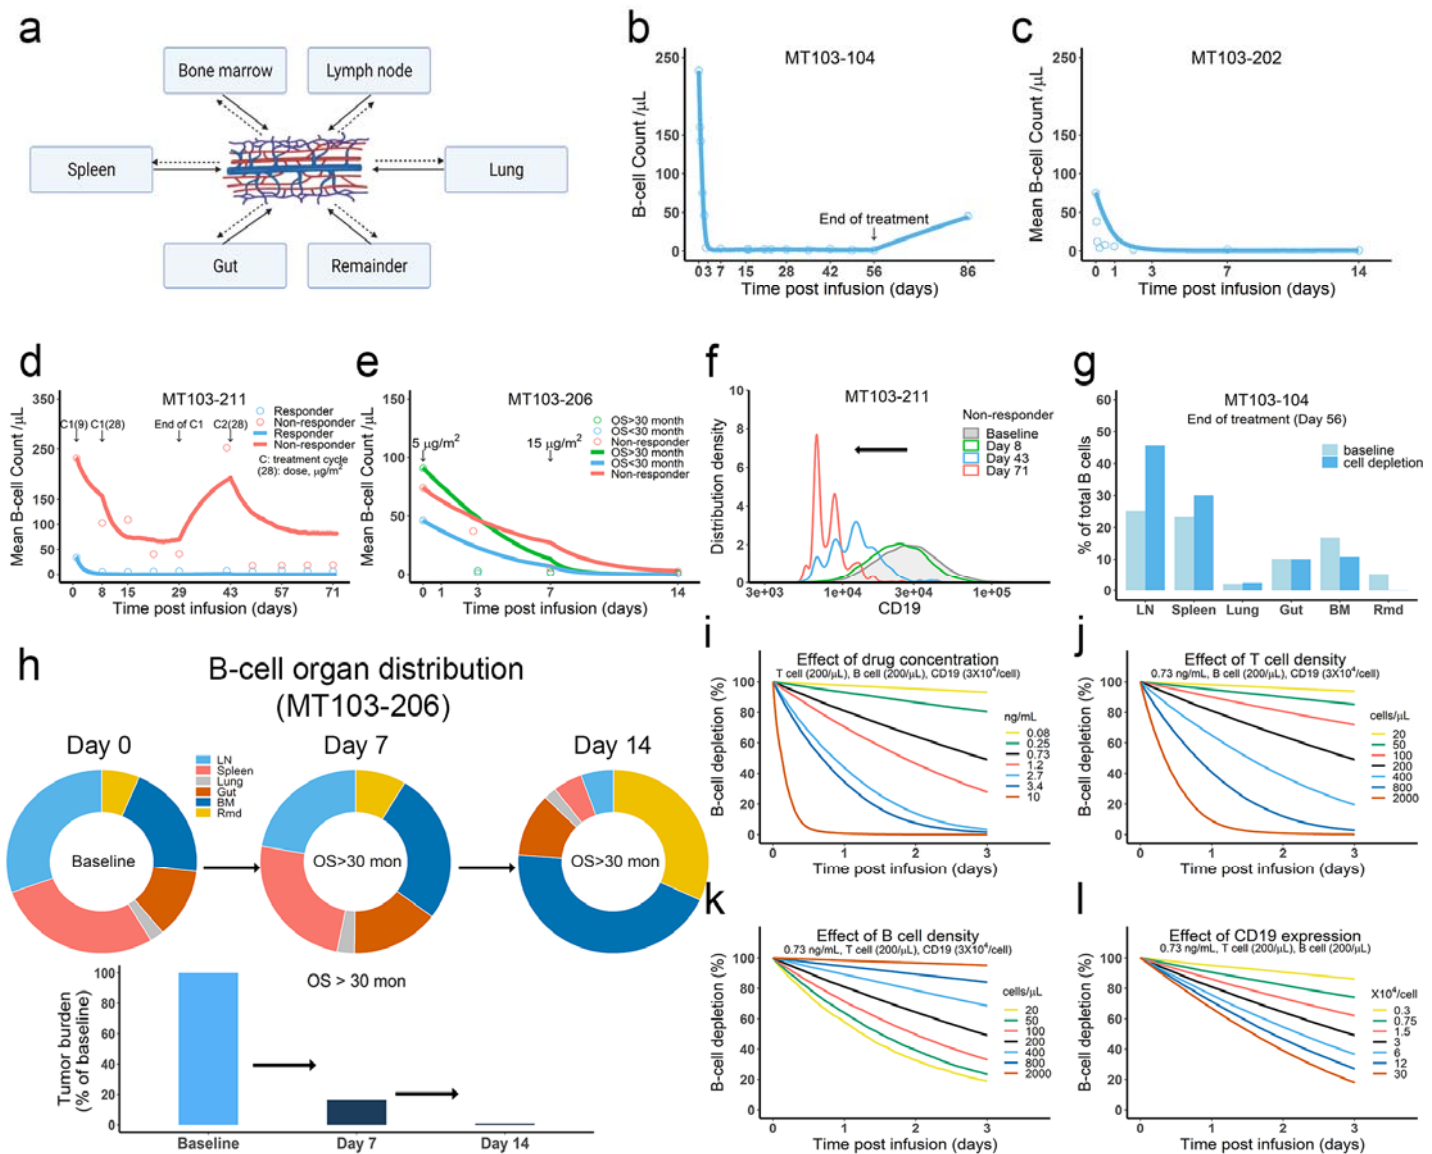 a
Bone marrow
Lymph node
Spleen
Lung
Gut
Remainder
b
MT103-104
B-cell Count /μL
250
150
100
50
0
End of treatment
0 3 7 15 28 42 56 86
Time post infusion (days)
c
MT103-202
Mean B-cell Count /μL
250
150
100
50
0
0 1 3 7 14
Time post infusion (days)
d
MT103-211
Mean B-cell Count /μL
350
250
150
100
50
0
C1(9) C1(28) End of C1 C2(28)
Responder
Non-responder
Responder
Non-responder
C: treatment cycle
(28): dose, μg/m²
0 8 15 29 43 57 71
Time post infusion (days)
e
MT103-206
Mean B-cell Count /μL
150
100
50
0
5 μg/m²
15 μg/m²
OS>30 month
OS<30 month
Non-responder
OS>30 month
OS<30 month
Non-responder
0 1 3 7 14
Time post infusion (days)
f
MT103-211
Distribution density
10
8
6
4
2
0
Non-responder
Baseline
Day 8
Day 43
Day 71
3e+03 1e+04 3e+04 1e+05
CD19
g
MT103-104
End of treatment (Day 56)
% of total B cells
60
50
40
30
20
10
0
baseline
cell depletion
LN Spleen Lung Gut BM Rmd
h
B-cell organ distribution
(MT103-206)
Day 0
Day 7
Day 14
LN
Spleen
Lung
Gut
BM
Rmd
Baseline
OS>30 mon
OS>30 mon
OS > 30 mon
Tumor burden
(% of baseline)
100
80
60
40
20
0
Baseline Day 7 Day 14
i
Effect of drug concentration
T cell (200/μL), B cell (200/μL), CD19 (3X10⁴/cell)
B-cell depletion (%)
100
80
60
40
20
0
ng/mL
0.08
0.25
0.73
1.2
2.7
3.4
10
0 1 2 3
Time post infusion (days)
j
Effect of T cell density
0.73 ng/mL, B cell (200/μL), CD19 (3X10⁴/cell)
B-cell depletion (%)
100
80
60
40
20
0
cells/μL
20
50
100
200
400
800
2000
0 1 2 3
Time post infusion (days)
k
Effect of B cell density
0.73 ng/mL, T cell (200/μL), CD19 (3X10⁴/cell)
B-cell depletion (%)
100
80
60
40
20
0
cells/μL
20
50
100
200
400
800
2000
0 1 2 3
Time post infusion (days)
l
Effect of CD19 expression
0.73 ng/mL, T cell (200/μL), B cell (200/μL)
B-cell depletion (%)
100
80
60
40
20
0
X10⁴/cell
0.3
0.75
1.5
3
6
12
30
0 1 2 3
Time post infusion (days)